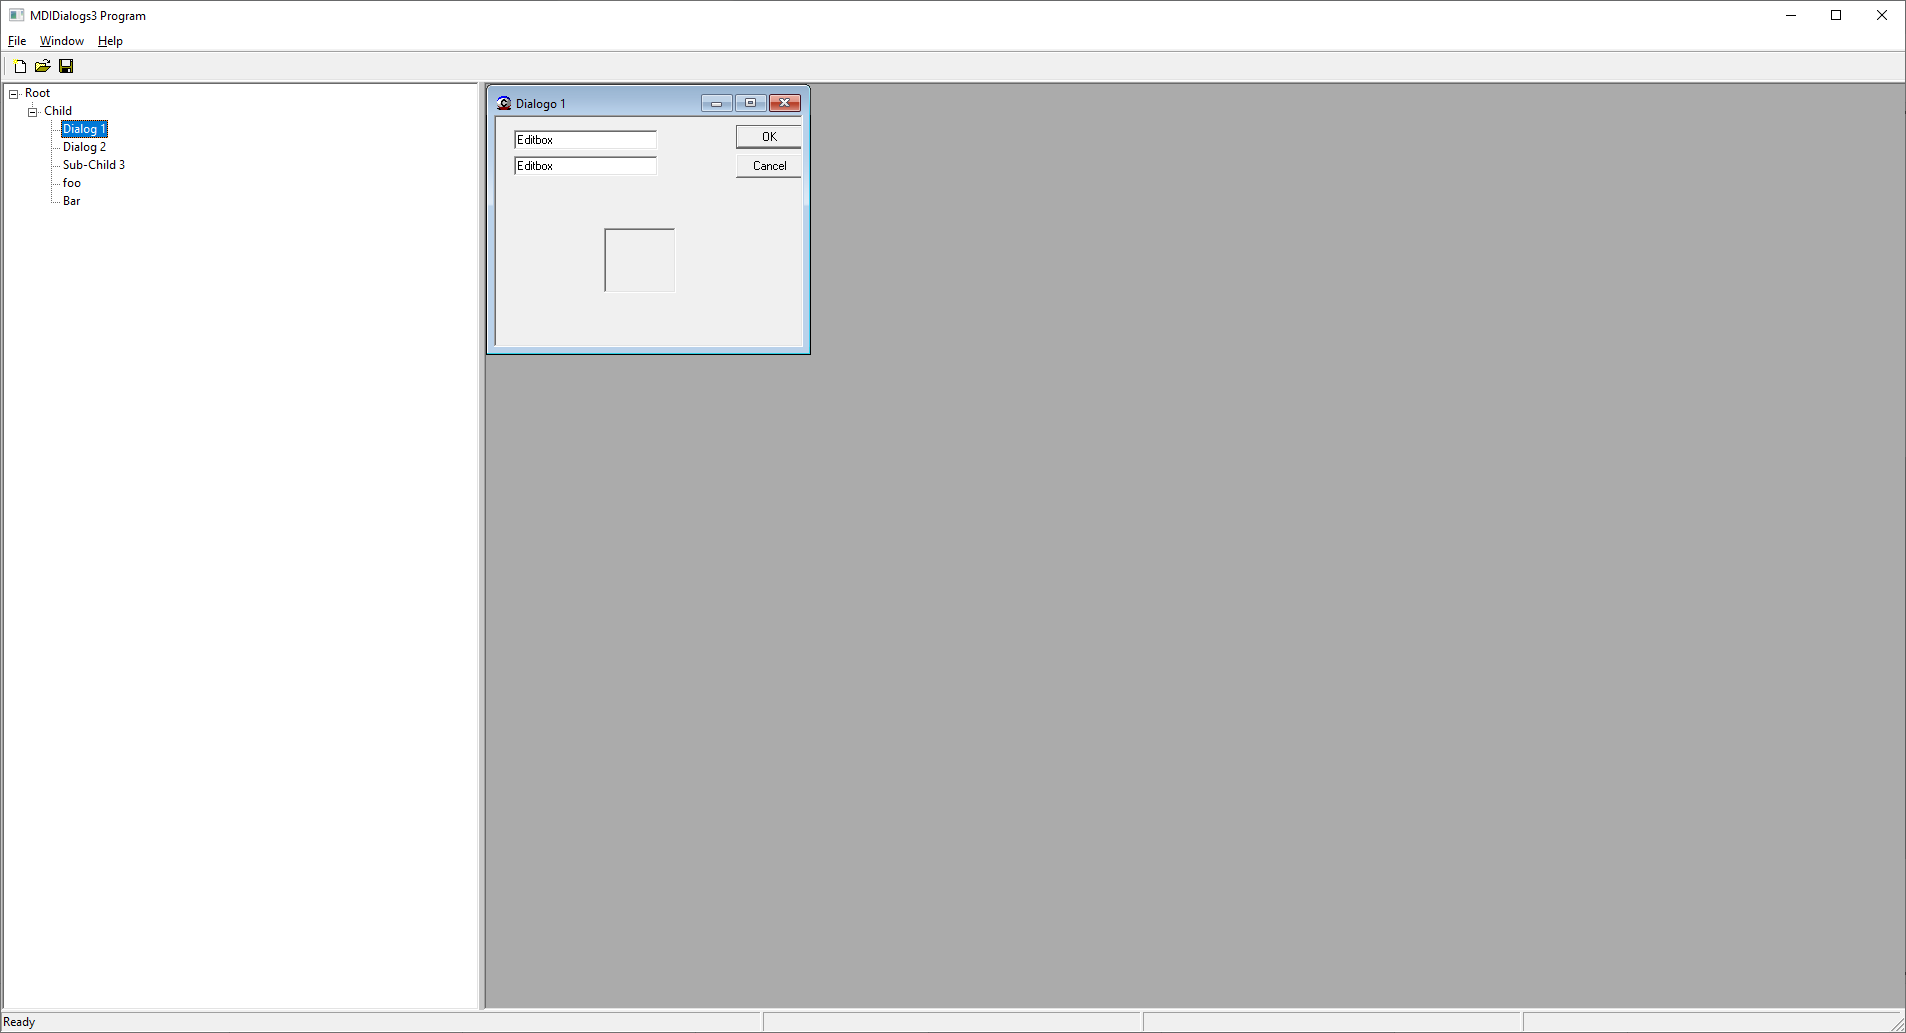 MDIDialogs3 Program
File Window Help
Root
Child
Dialog 1
Dialog 2
Sub-Child 3
foo
Bar
Dialogo 1
Editbox
OK
Editbox
Cancel
Ready